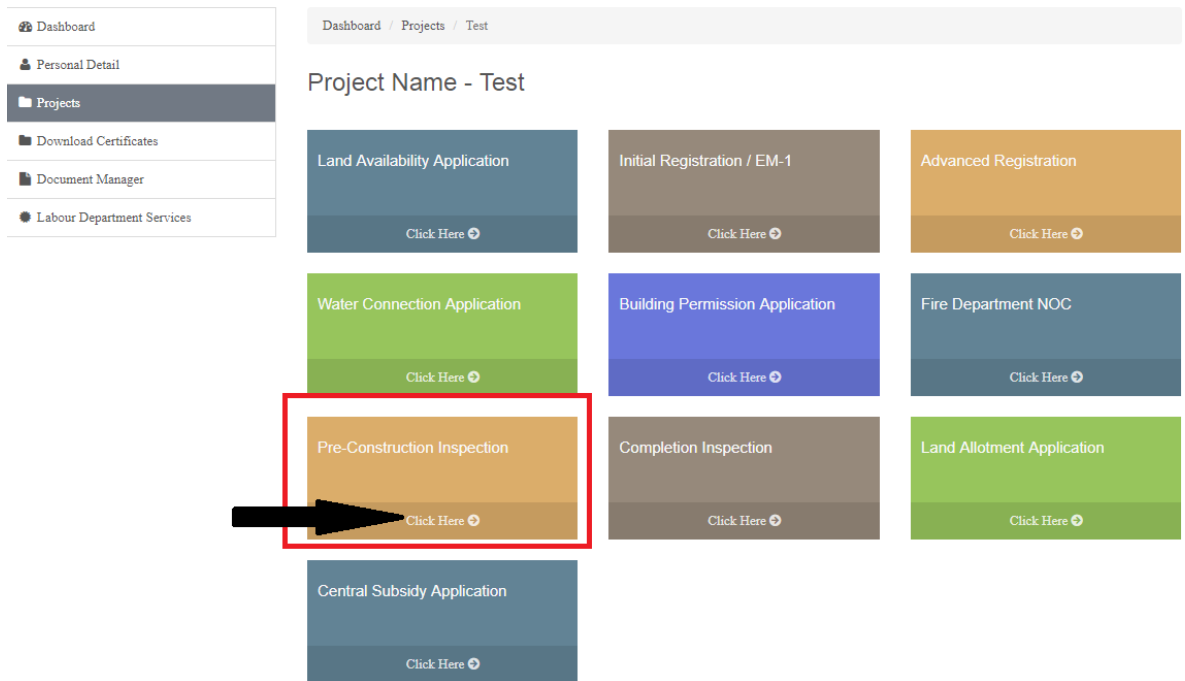 Dashboard
Personal Detail
Projects
Download Certificates
Document Manager
Labour Department Services
Dashboard / Projects / Test
Project Name - Test
Land Availability Application
Click Here
Initial Registration / EM-1
Click Here
Advanced Registration
Click Here
Water Connection Application
Click Here
Building Permission Application
Click Here
Fire Department NOC
Click Here
Pre-Construction Inspection
Click Here
Completion Inspection
Click Here
Land Allotment Application
Click Here
Central Subsidy Application
Click Here